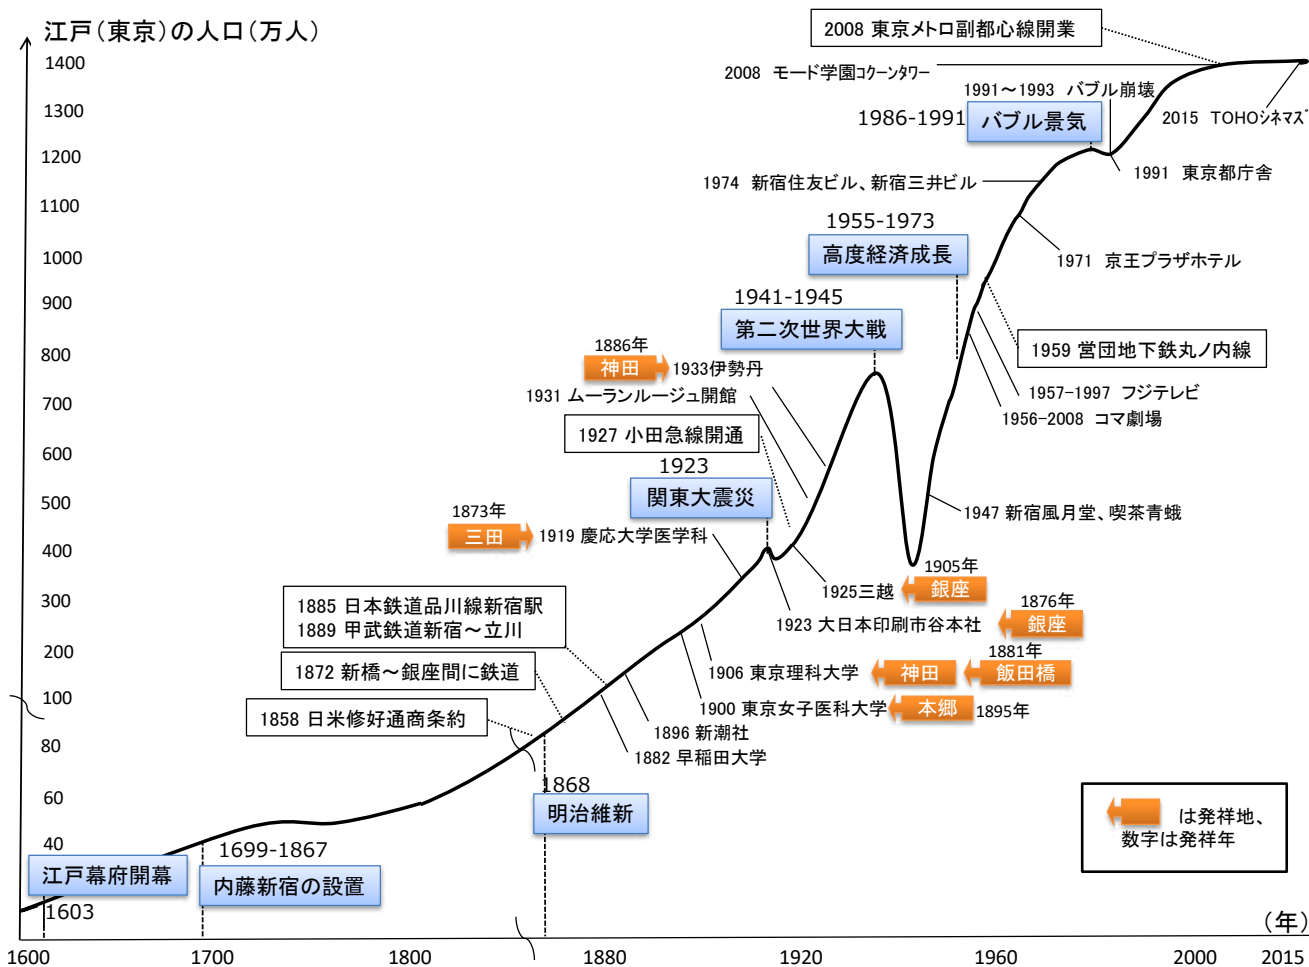 江戸(東京)の人口(万人)
2008 東京メトロ副都心線開業
1400
2008 モード学園コクーンタワー
1991~1993 バブル崩壊
1300
1986-1991
バブル景気
2015 TOHOシネマズ
1200
1991 東京都庁舎
1974 新宿住友ビル、新宿三井ビル
1100
1955-1973
高度経済成長
1000
1971 京王プラザホテル
1941-1945
900
第二次世界大戦
1959 営団地下鉄丸ノ内線
1886年
神田
1933伊勢丹
800
1931 ムーランルージュ開館
1957-1997 フジテレビ
700
1956-2008 コマ劇場
1927 小田急線開通
600
1923
関東大震災
500
1873年
三田
1919 慶応大学医学科
1947 新宿風月堂、喫茶青蛾
400
1905年
1925三越
銀座
1885 日本鉄道品川線新宿駅
1889 甲武鉄道新宿~立川
300
1876年
1923 大日本印刷市谷本社
銀座
200
1872 新橋~銀座間に鉄道
1881年
1906 東京理科大学
神田
飯田橋
100
1858 日米修好通商条約
1900 東京女子医科大学
本郷
1895年
1896 新潮社
80
1882 早稲田大学
1868
明治維新
60
は発祥地、
数字は発祥年
40
1699-1867
江戸幕府開幕
内藤新宿の設置
1603
(年)
1600
1700
1800
1880
1920
1960
2000
2015